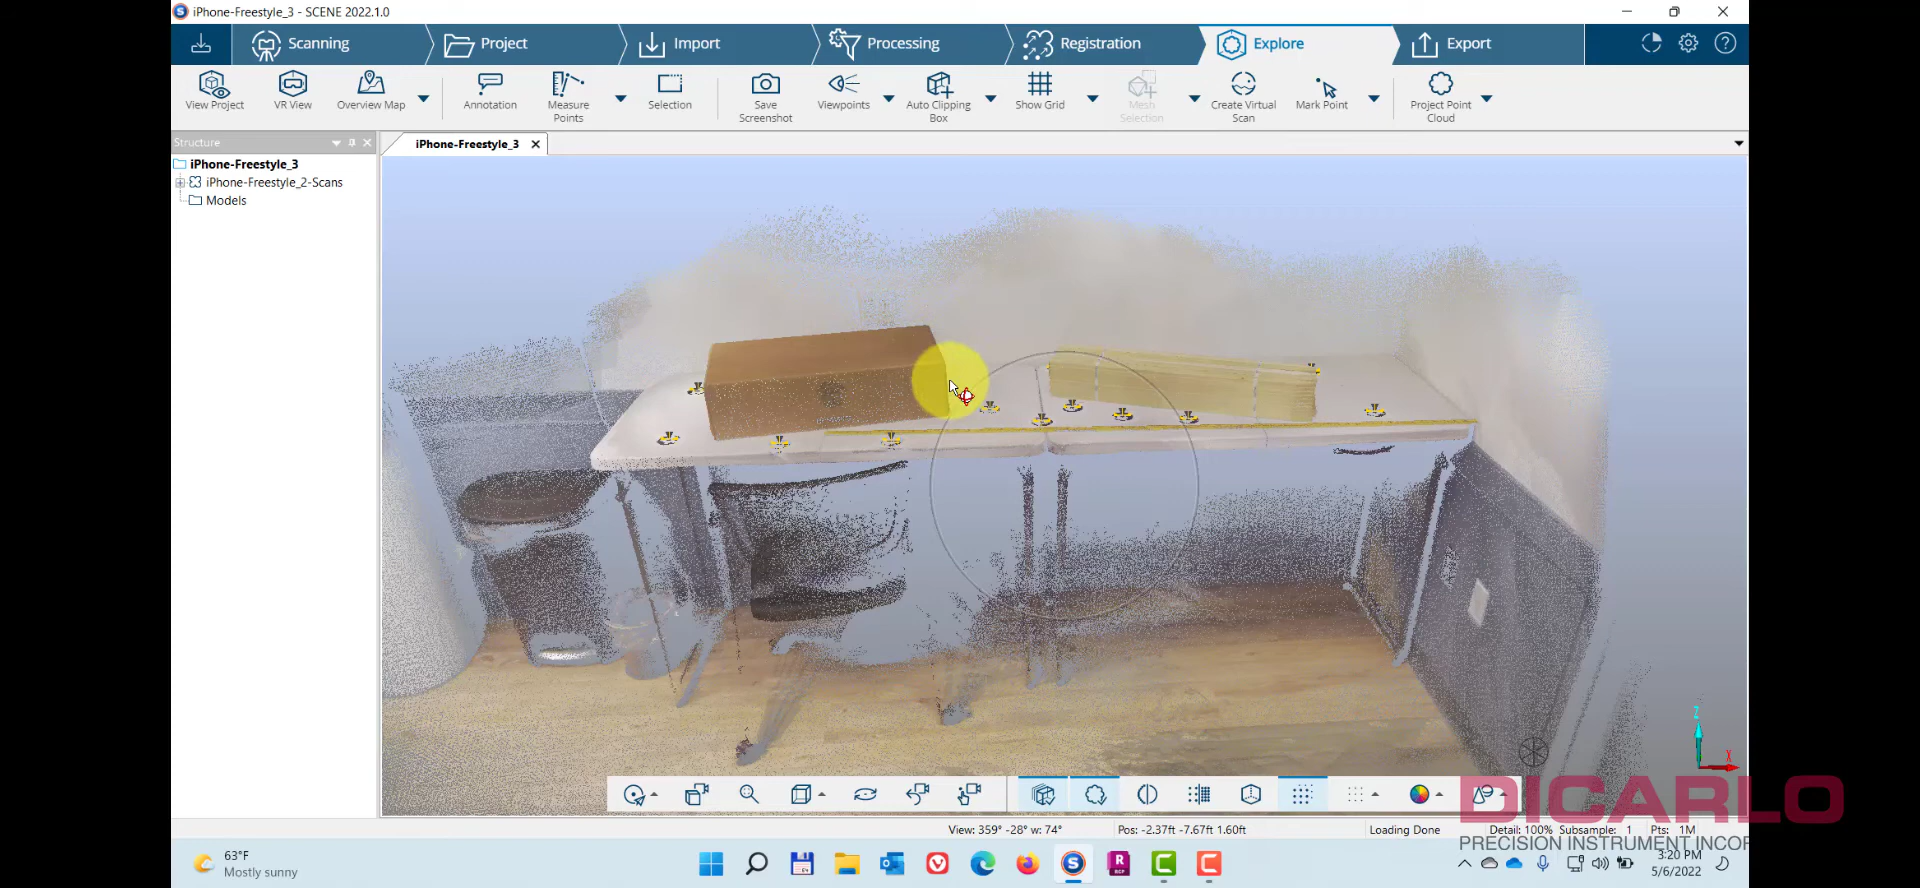 iPhone-Freestyle_3 - SCENE 2022.1.0
Scanning
Project
Import
Processing
Registration
Explore
Export
View Project
VR View
Overview Map
Annotation
Measure
Points
Selection
Save
Screenshot
Viewpoints
Auto Clipping
Box
Show Grid
Mesh
Selection
Create Virtual
Scan
Mark Point
Project Point
Cloud
Structure
iPhone-Freestyle_3
iPhone-Freestyle_3
iPhone-Freestyle_2-Scans
Models
Z
X
DICARLO
PRECISION INSTRUMENT INCOR
View: 359° -28° w: 74°
Pos: -2.37ft -7.67ft 1.60ft
Loading Done
Detail: 100%
Subsample: 1
Pts: 1M
63°F
Mostly sunny
3:20 PM
5/6/2022